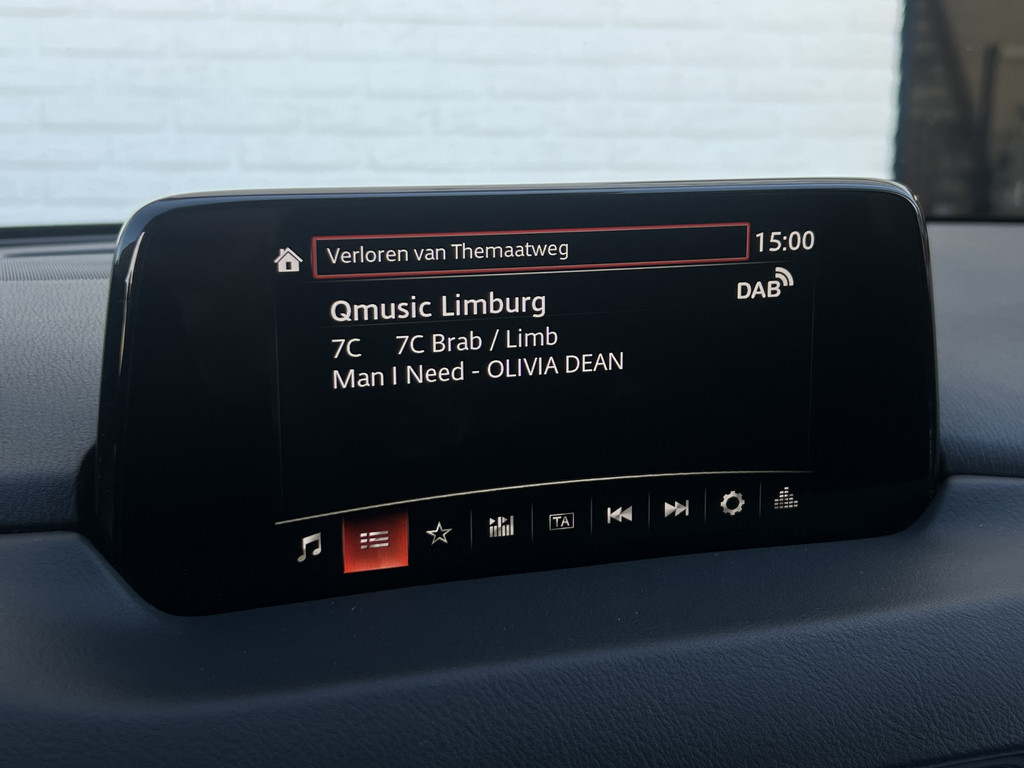 Verloren van Themaatweg 15:00
Qmusic Limburg DAB
7C 7C Brab / Limb
Man I Need - OLIVIA DEAN
TA